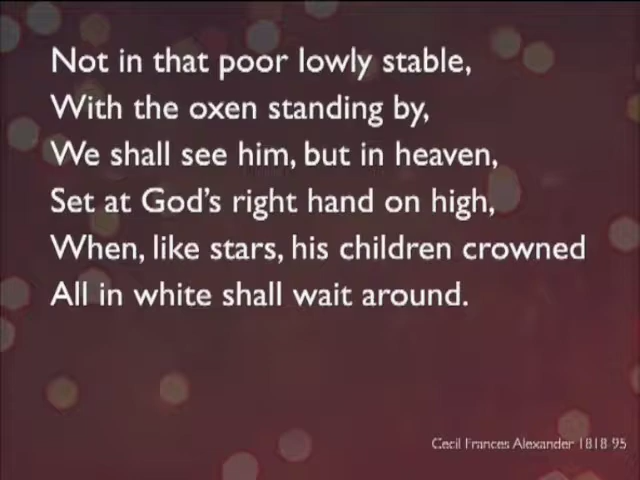 Not in that poor lowly stable,
With the oxen standing by,
We shall see him, but in heaven,
Set at God's right hand on high,
When, like stars, his children crowned
All in white shall wait around.
Cecil Frances Alexander 1818-95